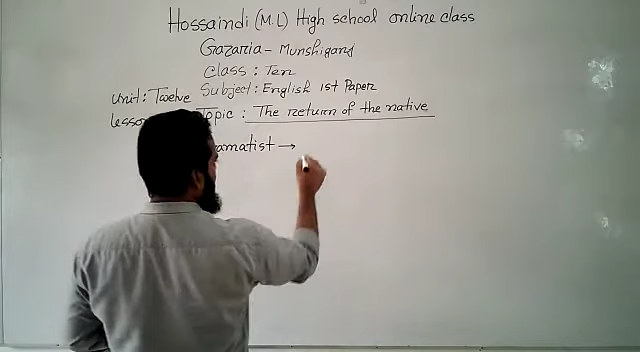 Hossaindi (M.L) High school online class
Gazaria - Munshiganj
Class : Ten
Unit : Twelve Subject : English 1st Paper
Topic : The return of the native
→